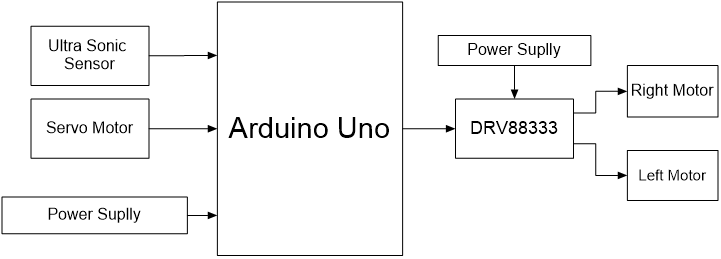 Ultra Sonic
Sensor
Servo Motor
Power Suplly
Arduino Uno
Power Suplly
DRV88333
Right Motor
Left Motor